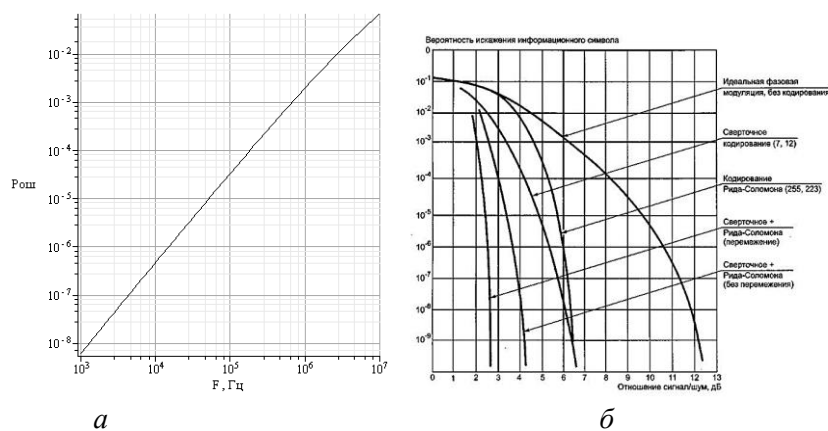 10⁻²
10⁻³
10⁻⁴
Pош
10⁻⁵
10⁻⁶
10⁻⁷
10⁻⁸
10³
10⁴
10⁵
10⁶
10⁷
F, Гц
а
Вероятность искажения информационного символа
0
10⁻¹
10⁻²
10⁻³
10⁻⁴
10⁻⁵
10⁻⁶
10⁻⁷
10⁻⁸
10⁻⁹
0 1 2 3 4 5 6 7 8 9 10 11 12 13
Отношение сигнал/шум, дБ
Идеальная фазовая
модуляция, без кодирования
Сверточное
кодирование (7, 12)
Кодирование
Рида-Соломона (255, 223)
Сверточное +
Рида-Соломона
(перемежение)
Сверточное +
Рида-Соломона
(без перемежения)
б